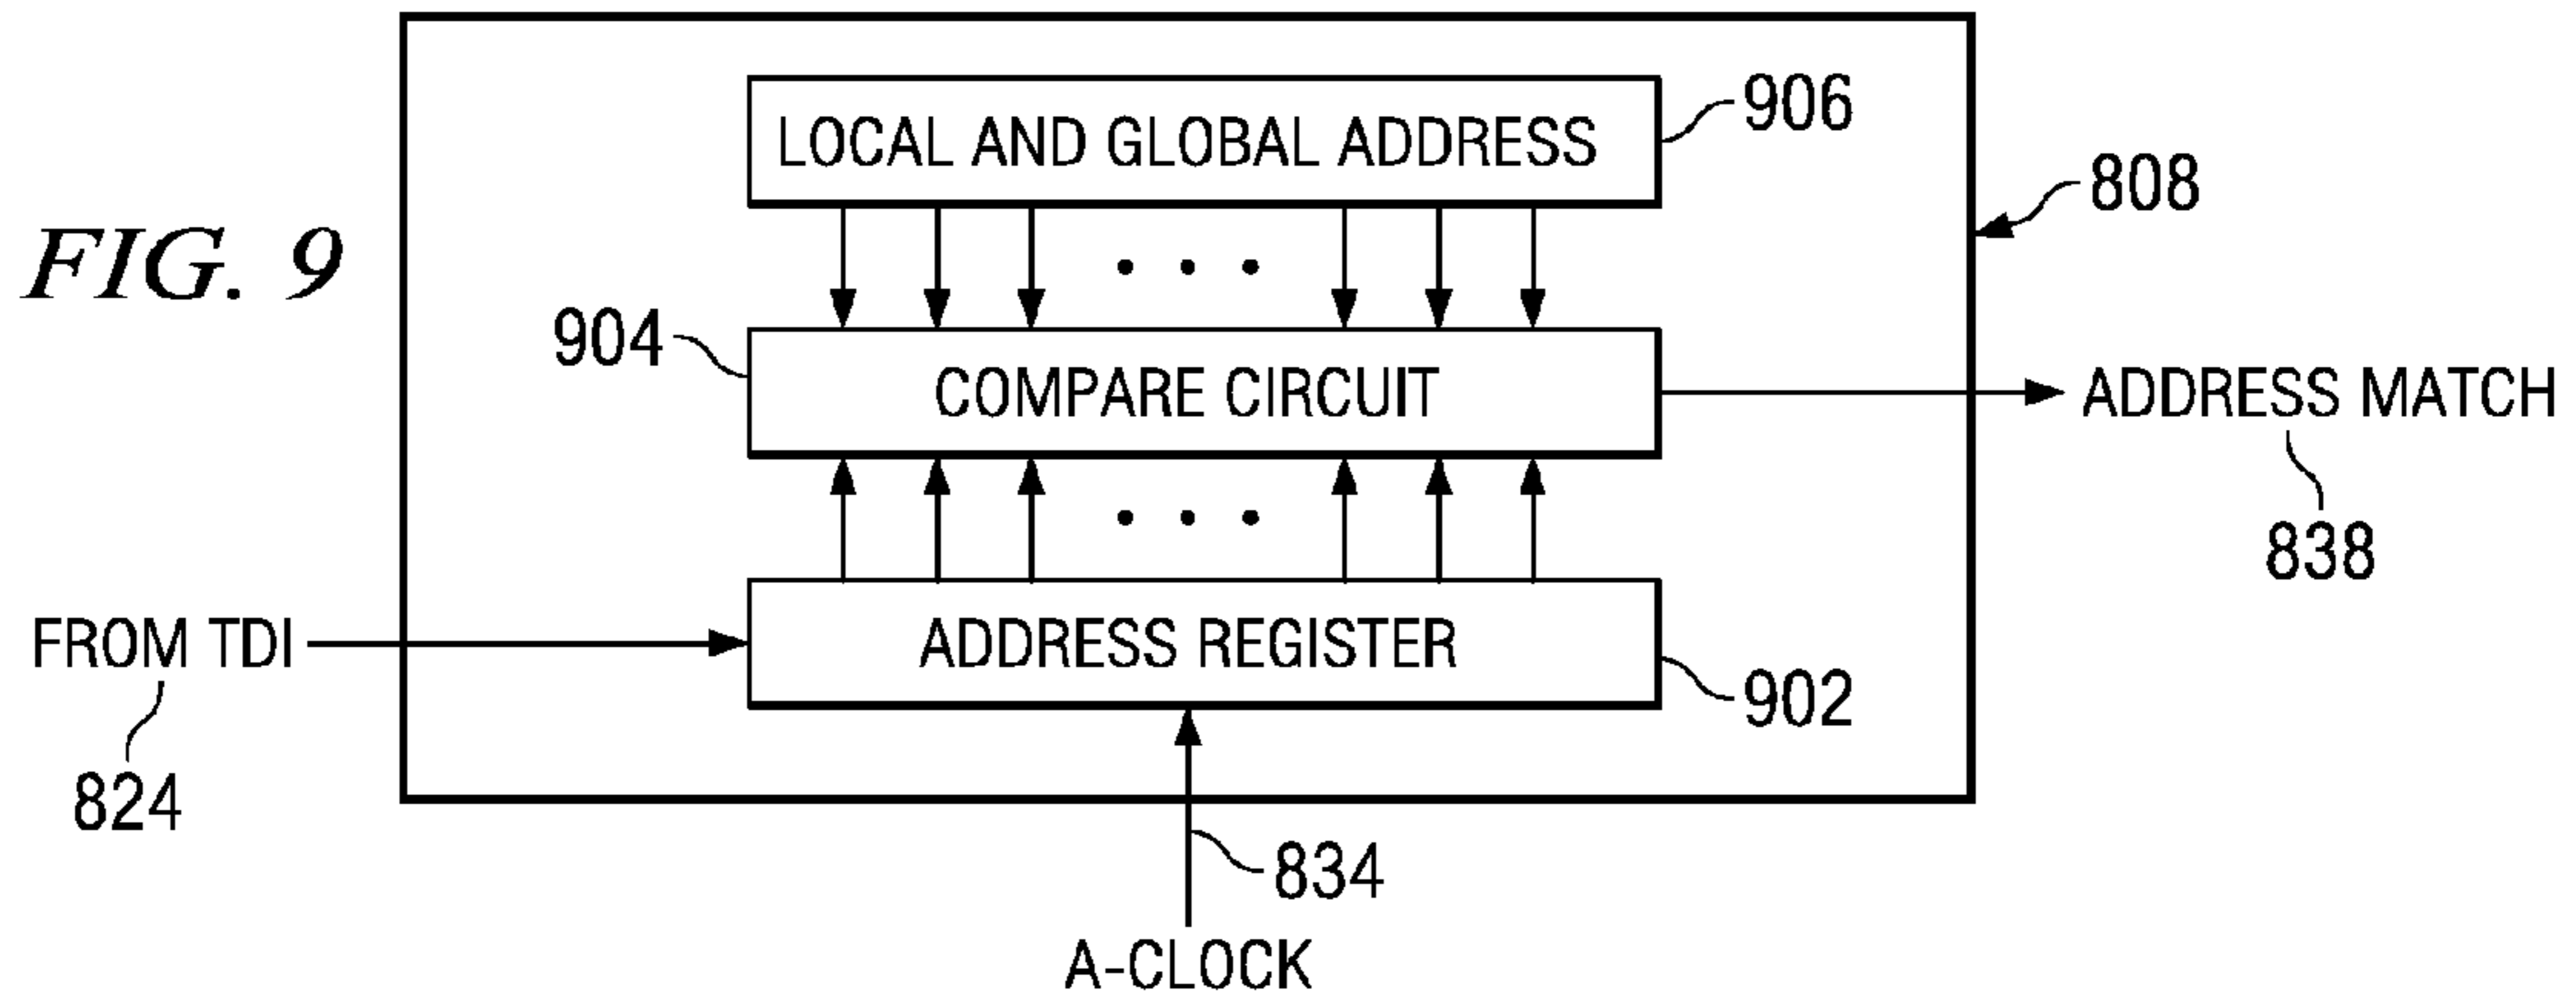 LOCAL AND GLOBAL ADDRESS
906
808
FIG. 9
904
COMPARE CIRCUIT
ADDRESS MATCH
838
FROM TDI
ADDRESS REGISTER
902
824
834
A-CLOCK